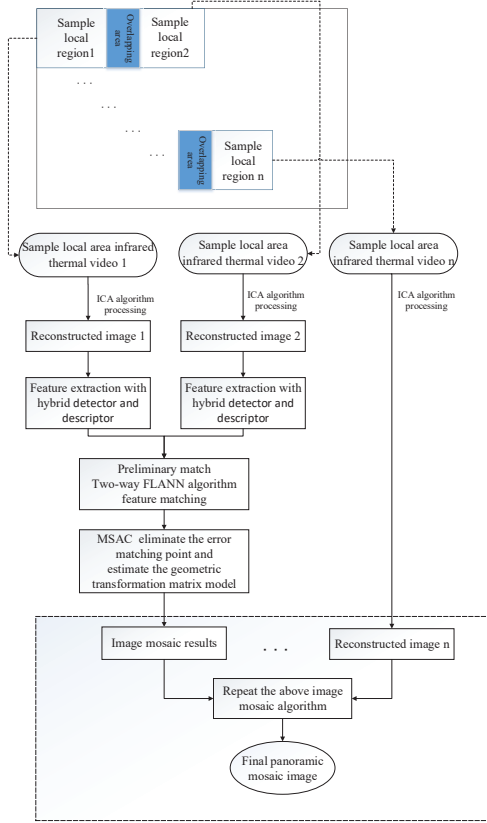 Sample
local
region1
Overlapping
area
Sample
local
region2
. . .
. . .
. . .
. . .
Overlapping
area
Sample
local
region n
Sample local area infrared
thermal video 1
Sample local area
infrared thermal video 2
Sample local area
infrared thermal video n
ICA algorithm
processing
ICA algorithm
processing
ICA algorithm
processing
Reconstructed image 1
Reconstructed image 2
Feature extraction with
hybrid detector and
descriptor
Feature extraction with
hybrid detector and
descriptor
Preliminary match
Two-way FLANN algorithm
feature matching
MSAC eliminate the error
matching point and
estimate the geometric
transformation matrix model
Image mosaic results
. . .
Reconstructed image n
Repeat the above image
mosaic algorithm
Final panoramic
mosaic image